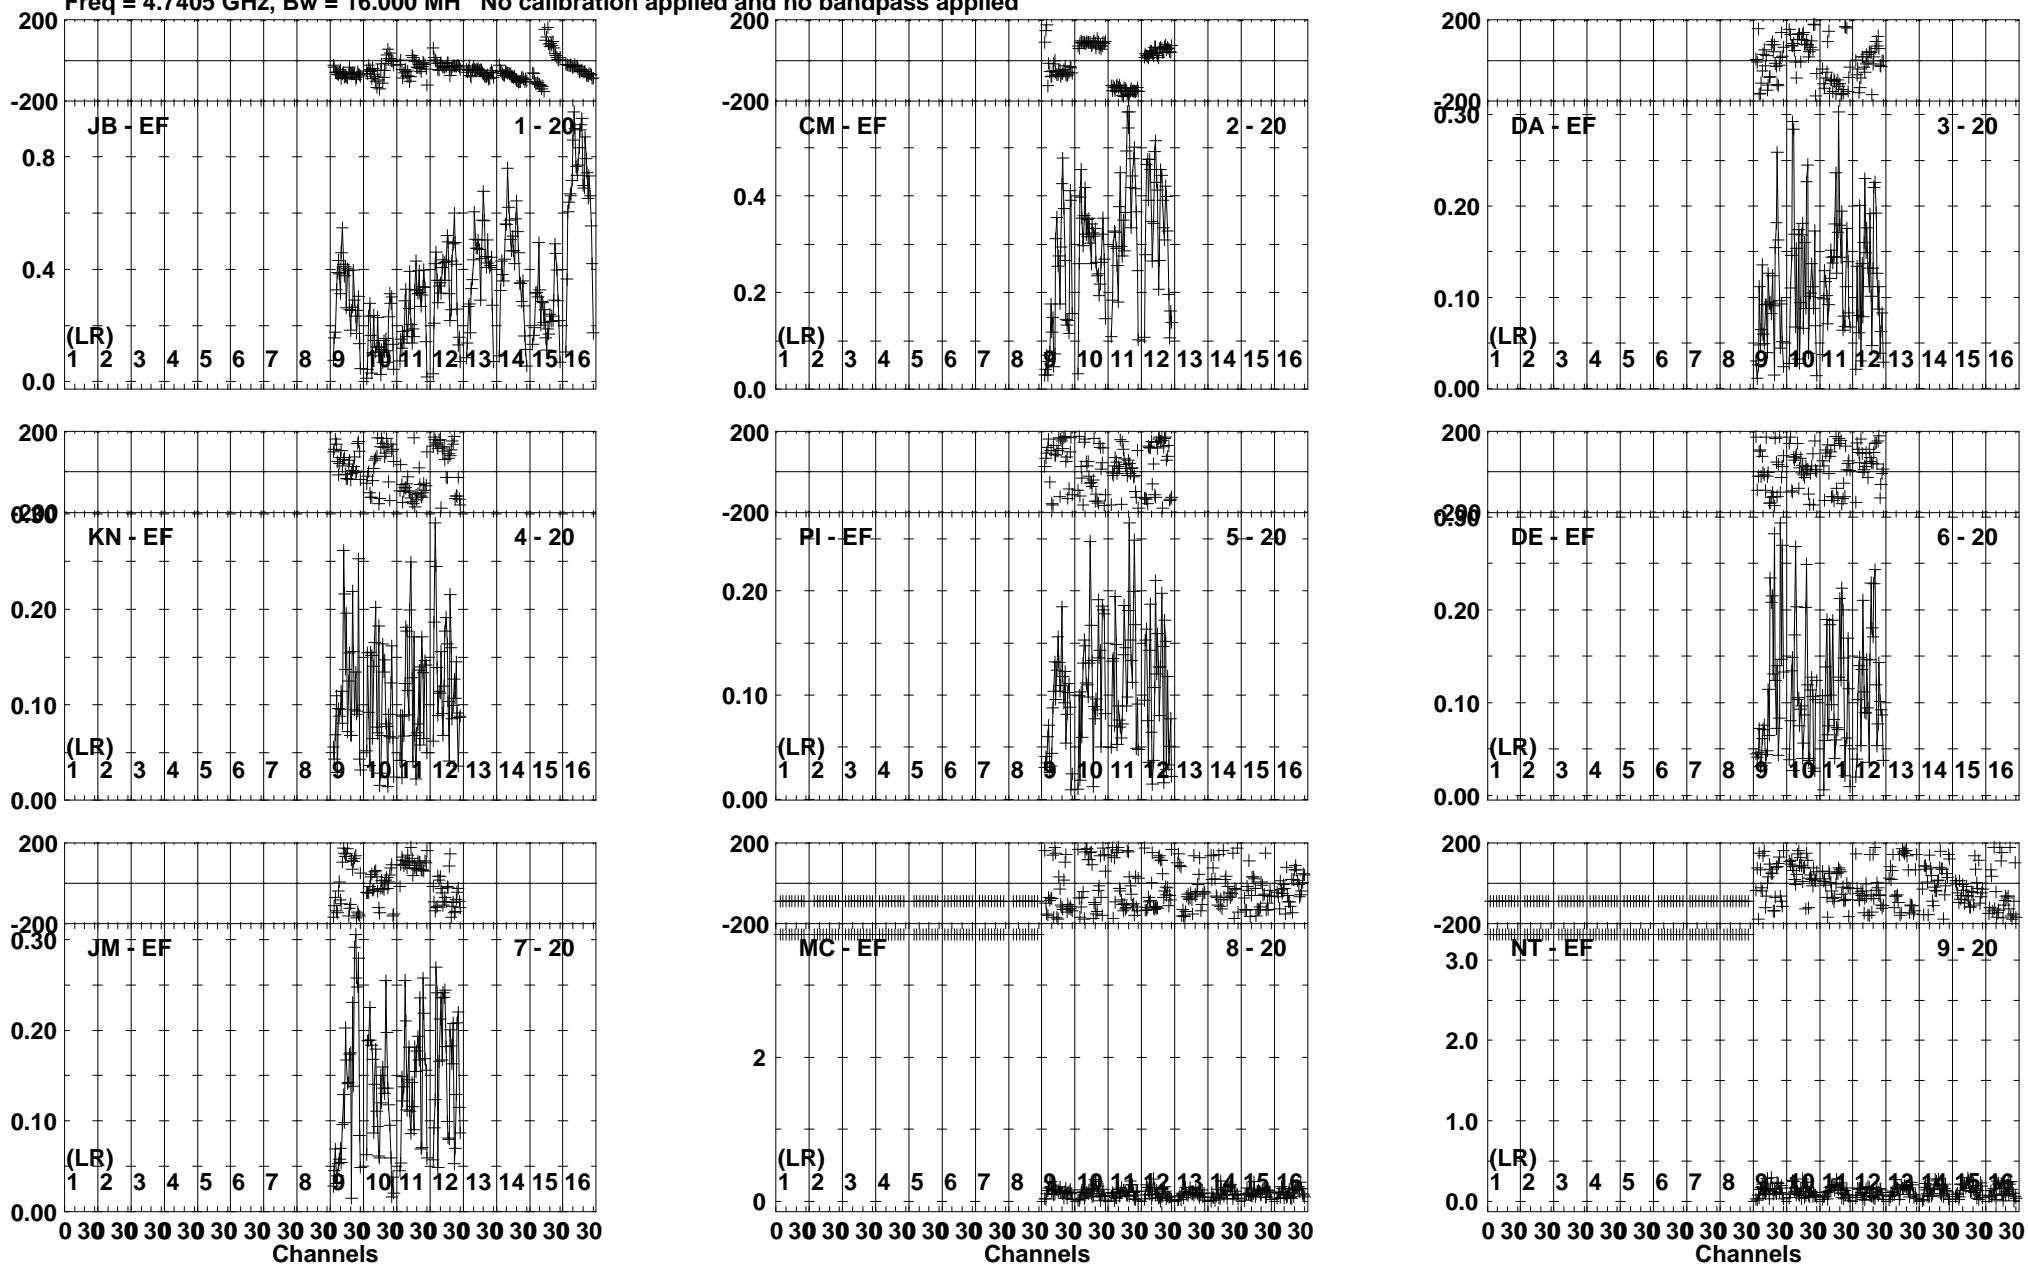 Freq = 4.7405 GHz, Bw = 16.000 MH No calibration applied and no bandpass applied
200 200 200
-200 -200 -200
JB - EF 1 - 20 CM - EF 2 - 20 DA - EF 3 - 20
0.30
0.8
0.4 0.20
0.4
0.2 0.10
(LR) (LR) (LR)
1 2 3 4 5 6 7 8 9 10 11 12 13 14 15 16 1 2 3 4 5 6 7 8 9 10 11 12 13 14 15 16 1 2 3 4 5 6 7 8 9 10 11 12 13 14 15 16
0.0 0.0 0.00
200 200 200
-200 -200 -200
0.30 0.30
KN - EF 4 - 20 PI - EF 5 - 20 DE - EF 6 - 20
0.20 0.20 0.20
0.10 0.10 0.10
(LR) (LR) (LR)
1 2 3 4 5 6 7 8 9 10 11 12 13 14 15 16 1 2 3 4 5 6 7 8 9 10 11 12 13 14 15 16 1 2 3 4 5 6 7 8 9 10 11 12 13 14 15 16
0.00 0.00 0.00
200 200 200
-200 -200 -200
JM - EF 7 - 20 MC - EF 8 - 20 NT - EF 9 - 20
0.30 3.0
0.20 2 2.0
0.10 1.0
(LR) (LR) (LR)
1 2 3 4 5 6 7 8 9 10 11 12 13 14 15 16 1 2 3 4 5 6 7 8 9 10 11 12 13 14 15 16 1 2 3 4 5 6 7 8 9 10 11 12 13 14 15 16
0.00 0 0.0
0 30 30 30 30 30 30 30 30 30 30 30 30 30 30 30 30 0 30 30 30 30 30 30 30 30 30 30 30 30 30 30 30 30 0 30 30 30 30 30 30 30 30 30 30 30 30 30 30 30 30
Channels Channels Channels